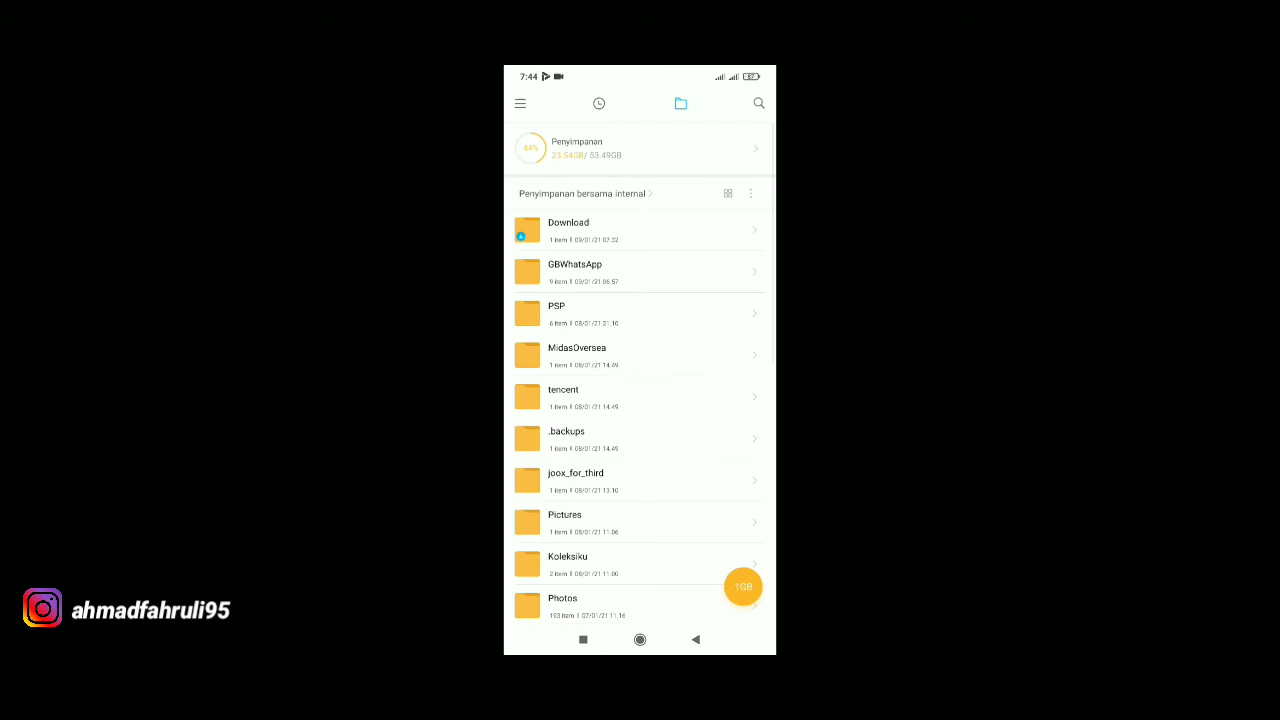 7:44
87
44%
Penyimpanan
23.54GB/ 53.49GB
Penyimpanan bersama internal
Download
1 item | 09/01/21 07.32
GBWhatsApp
9 item | 09/01/21 06.57
PSP
6 item | 08/01/21 21.10
MidasOversea
1 item | 08/01/21 14.49
tencent
1 item | 08/01/21 14.49
.backups
1 item | 08/01/21 14.49
joox_for_third
1 item | 08/01/21 13.10
Pictures
1 item | 08/01/21 11.06
Koleksiku
2 item | 08/01/21 11.00
1GB
Photos
193 item | 07/01/21 11.16
ahmadfahruli95